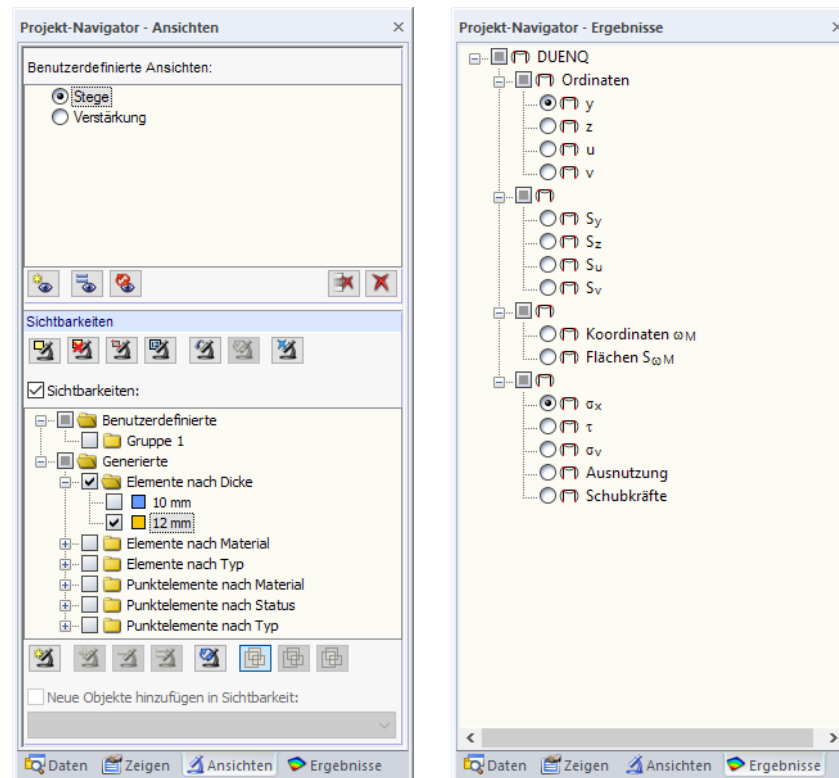 Projekt-Navigator - Ansichten
Benutzerdefinierte Ansichten:
Stege
Verstärkung
Sichtbarkeiten
Sichtbarkeiten:
Benutzerdefinierte
Gruppe 1
Generierte
Elemente nach Dicke
10 mm
12 mm
Elemente nach Material
Elemente nach Typ
Punktelemente nach Material
Punktelemente nach Status
Punktelemente nach Typ
Neue Objekte hinzufügen in Sichtbarkeit:
Daten Zeigen Ansichten Ergebnisse
Projekt-Navigator - Ergebnisse
DUENQ
Ordinaten
y
z
u
v
Sy
Sz
Su
Sv
Koordinaten ωM
Flächen SωM
σx
τ
σv
Ausnutzung
Schubkräfte
Daten Zeigen Ansichten Ergebnisse